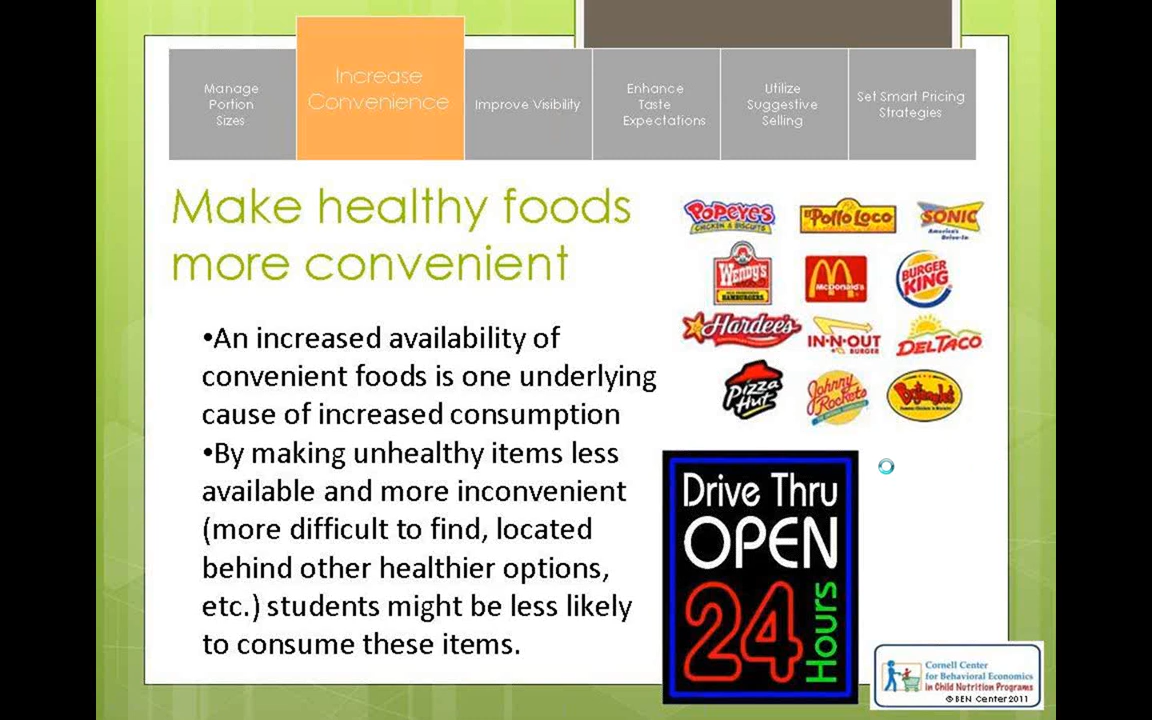 Manage
Portion
Sizes
Increase
Convenience
Improve Visibility
Enhance
Taste
Expectations
Utilize
Suggestive
Selling
Set Smart Pricing
Strategies
Make healthy foods
more convenient
•An increased availability of
convenient foods is one underlying
cause of increased consumption
•By making unhealthy items less
available and more inconvenient
(more difficult to find, located
behind other healthier options,
etc.) students might be less likely
to consume these items.
POPEYES
CHICKEN & BISCUITS
El Pollo Loco
SONIC
America's Drive-In
WENDY'S
HAMBURGERS
McDonald's
BURGER
KING
Hardee's
IN-N-OUT
BURGER
DEL TACO
Pizza
Hut
Johnny
Rockets
Bojangles'
Drive Thru
OPEN
24
Hours
Cornell Center
for Behavioral Economics
in Child Nutrition Programs
©BEN Center2011